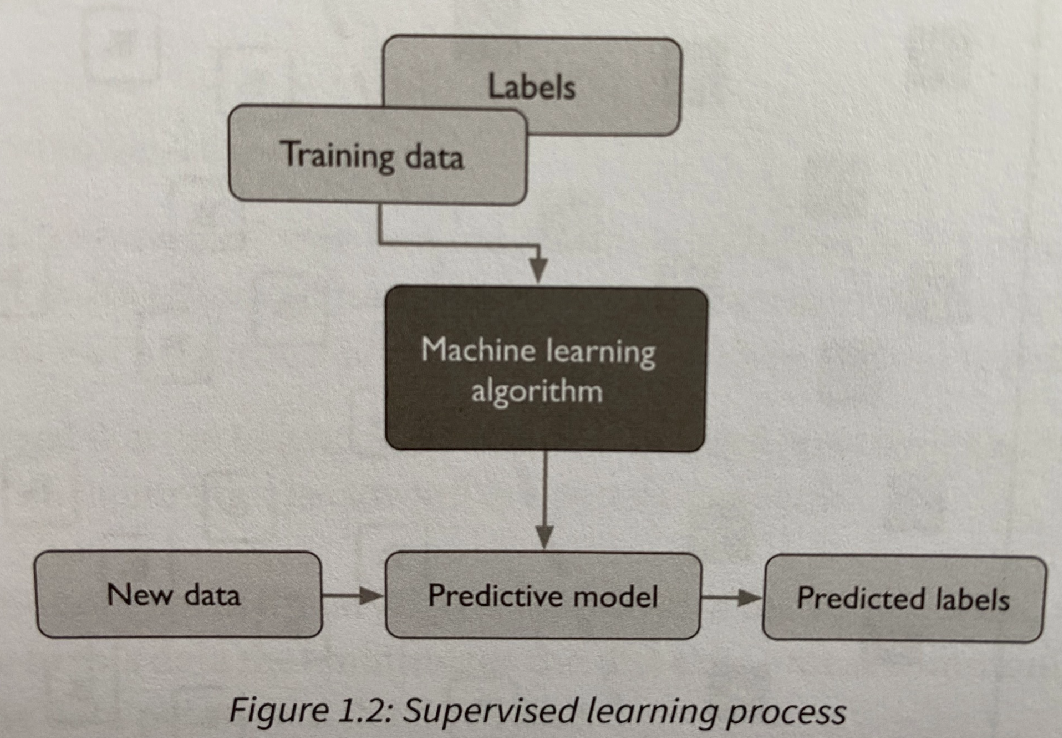 Labels
Training data
Machine learning
algorithm
New data
Predictive model
Predicted labels
Figure 1.2: Supervised learning process